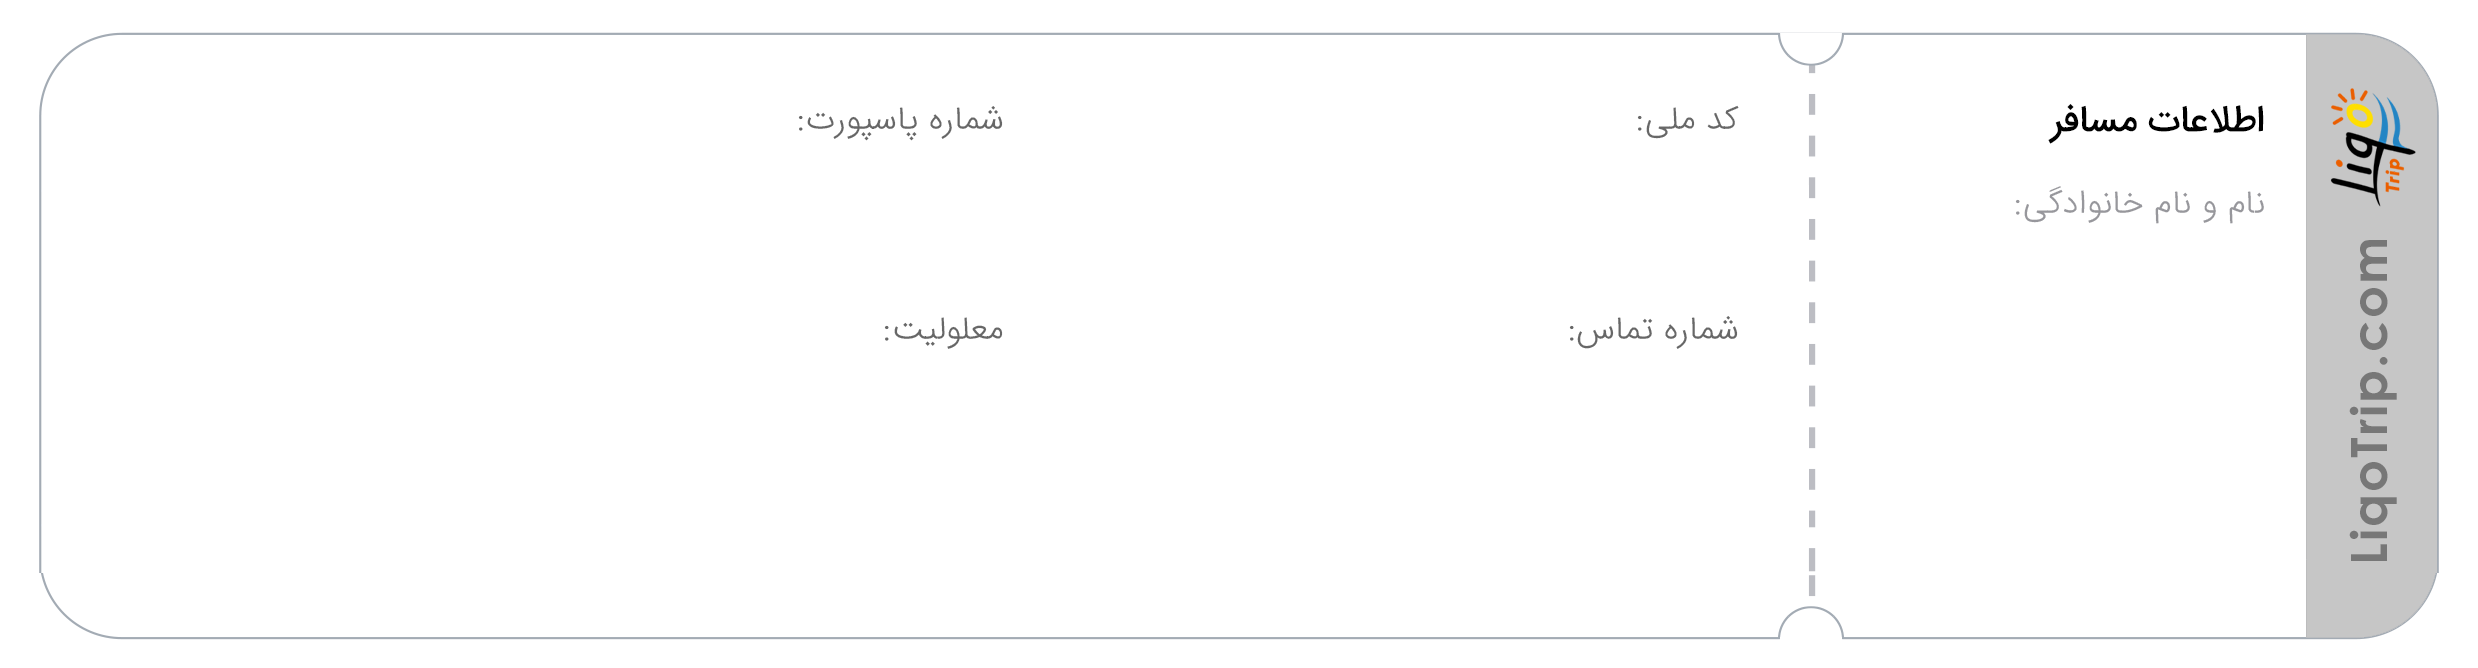 Liqo
Trip
LiqoTrip.com
اطلاعات مسافر
نام و نام خانوادگی:
کد ملی:
شماره پاسپورت:
شماره تماس:
معلولیت: